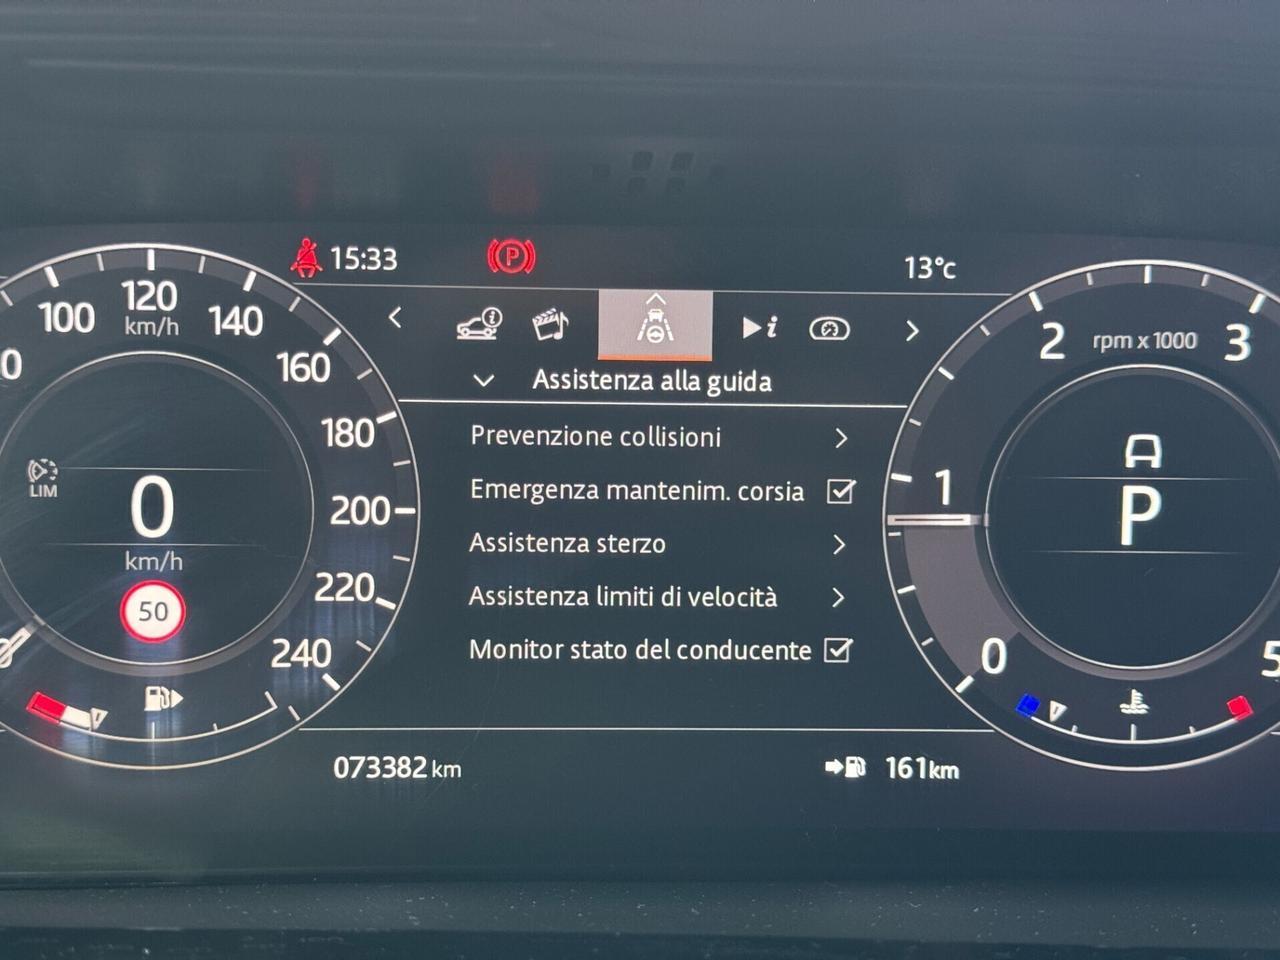 15:33
P
13°c
100
120
km/h
140
160
180
200
220
240
LIM
0
km/h
50
i
i
Assistenza alla guida
Prevenzione collisioni
Emergenza mantenim. corsia
Assistenza sterzo
Assistenza limiti di velocità
Monitor stato del conducente
2
rpm x 1000
3
1
0
5
A
P
073382 km
161km